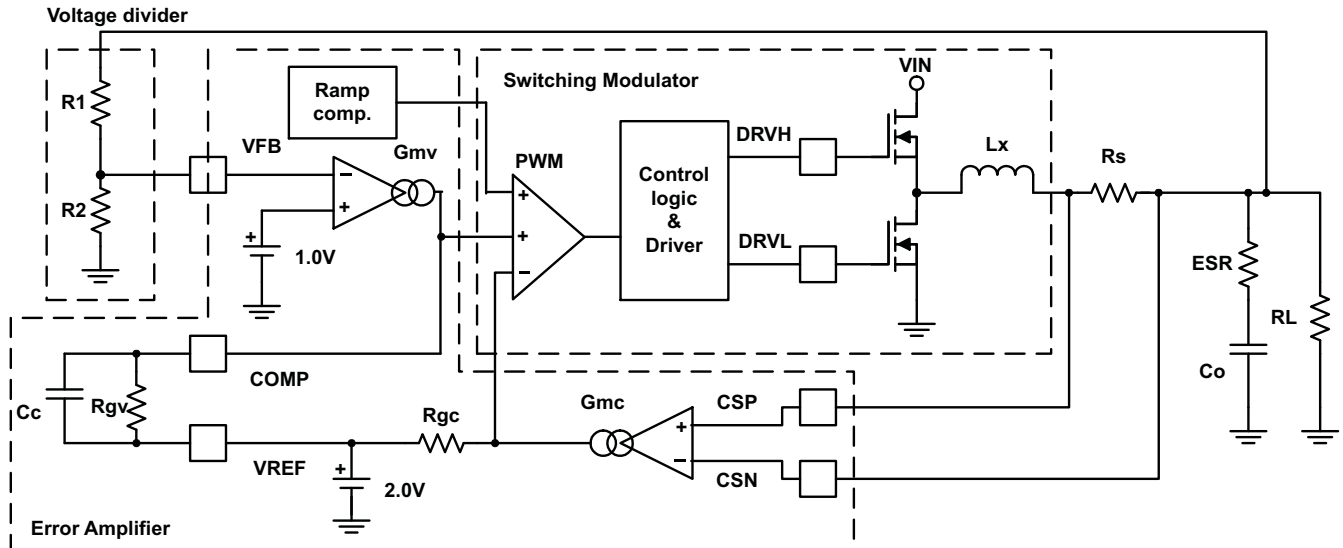 Voltage divider
R1
R2
VFB
Ramp
comp.
Gmv
−
+
+
1.0V
Switching Modulator
PWM
+
+
−
Control
logic
&
Driver
DRVH
DRVL
VIN
Lx
Rs
ESR
Co
RL
COMP
Cc
Rgv
VREF
+
2.0V
Rgc
Gmc
+
−
CSP
CSN
Error Amplifier